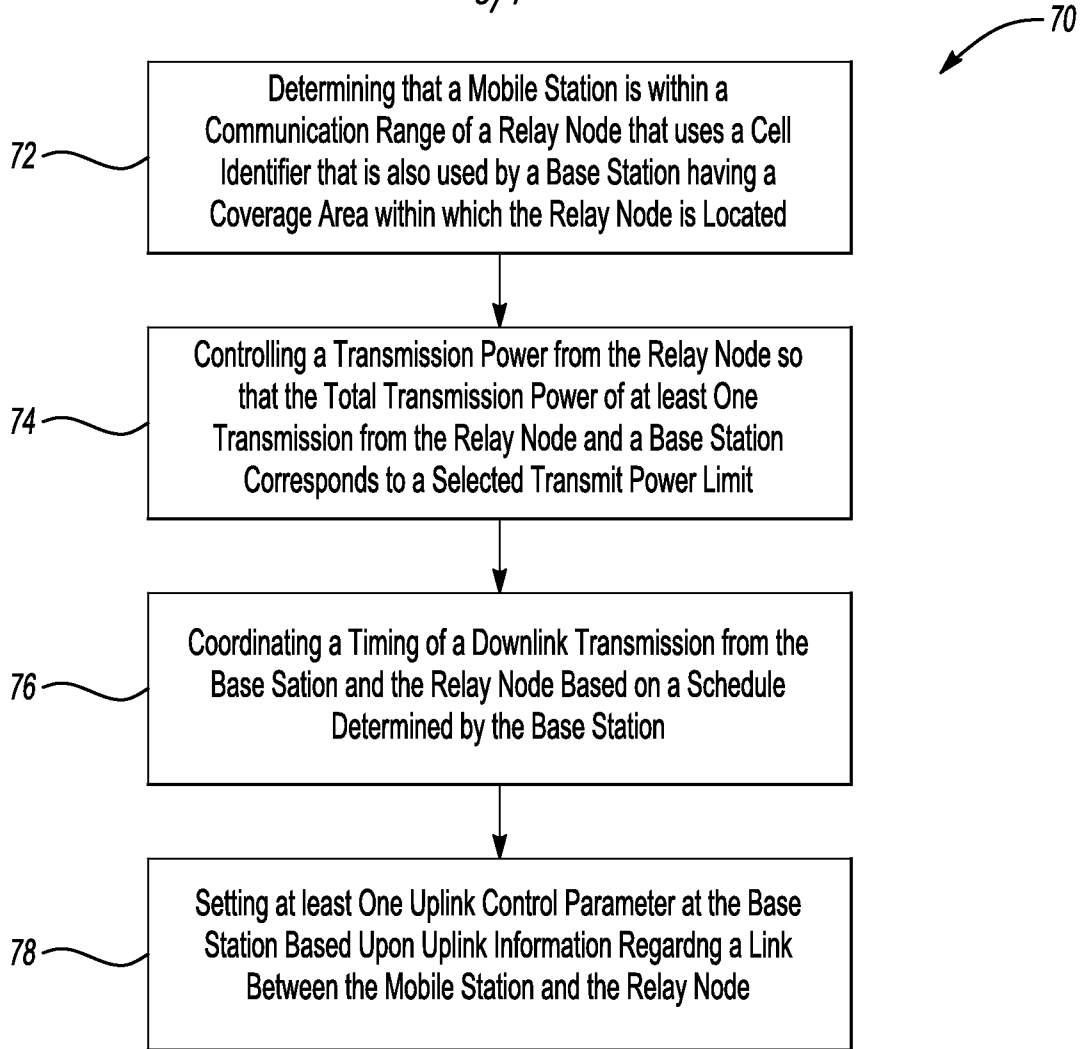 70
72
Determining that a Mobile Station is within a
Communication Range of a Relay Node that uses a Cell
Identifier that is also used by a Base Station having a
Coverage Area within which the Relay Node is Located
74
Controlling a Transmission Power from the Relay Node so
that the Total Transmission Power of at least One
Transmission from the Relay Node and a Base Station
Corresponds to a Selected Transmit Power Limit
76
Coordinating a Timing of a Downlink Transmission from the
Base Sation and the Relay Node Based on a Schedule
Determined by the Base Station
78
Setting at least One Uplink Control Parameter at the Base
Station Based Upon Uplink Information Regardng a Link
Between the Mobile Station and the Relay Node